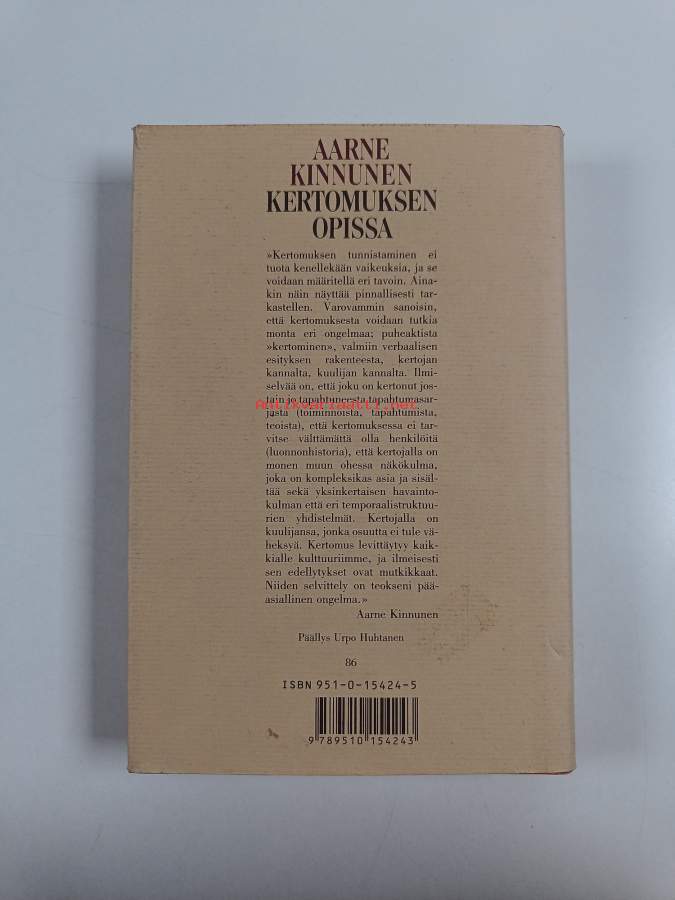 AARNE
KINNUNEN
KERTOMUKSEN
OPISSA
»Kertomuksen tunnistaminen ei
tuota kenellekään vaikeuksia, ja se
voidaan määritellä eri tavoin. Aina-
kin näin näyttää pinnallisesti tar-
kastellen. Varovammin sanoisin,
että kertomuksesta voidaan tutkia
monta eri ongelmaa; puheaktista
»kertominen», valmiin verbaalisen
esityksen rakenteesta, kertojan
kannalta, kuulijan kannalta. Ilmi-
selvää on, että joku on kertonut jos-
tain jo tapahtuneesta tapahtumasar-
Antikvariaatti.net
jasta (toiminnoista, tapahtumista,
teoista), että kertomuksessa ei tar-
vitse välttämättä olla henkilöitä
(luonnonhistoria), että kertojalla on
monen muun ohessa näkökulma,
joka on kompleksikas asia ja sisäl-
tää sekä yksinkertaisen havainto-
kulman että eri temporaalistruktuu-
rien yhdistelmät. Kertojalla on
kuulijansa, jonka osuutta ei tule vä-
heksyä. Kertomus levittäytyy kaik-
kialle kulttuuriimme, ja ilmeisesti
sen edellytykset ovat mutkikkaat.
Niiden selvittely on teokseni pää-
asiallinen ongelma.»
Aarne Kinnunen
Päällys Urpo Huhtanen
86
ISBN 951-0-15424-5
9 789510 154243